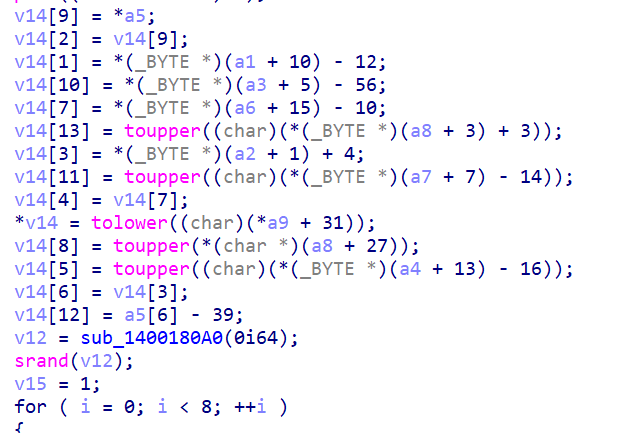 v14[9] = *a5;
v14[2] = v14[9];
v14[1] = *(_BYTE *)(a1 + 10) - 12;
v14[10] = *(_BYTE *)(a3 + 5) - 56;
v14[7] = *(_BYTE *)(a6 + 15) - 10;
v14[13] = toupper((char)(*(_BYTE *)(a8 + 3) + 3));
v14[3] = *(_BYTE *)(a2 + 1) + 4;
v14[11] = toupper((char)(*(_BYTE *)(a7 + 7) - 14));
v14[4] = v14[7];
*v14 = tolower((char)(*a9 + 31));
v14[8] = toupper(*(char *)(a8 + 27));
v14[5] = toupper((char)(*(_BYTE *)(a4 + 13) - 16));
v14[6] = v14[3];
v14[12] = a5[6] - 39;
v12 = sub_1400180A0(0i64);
srand(v12);
v15 = 1;
for ( i = 0; i < 8; ++i )
{